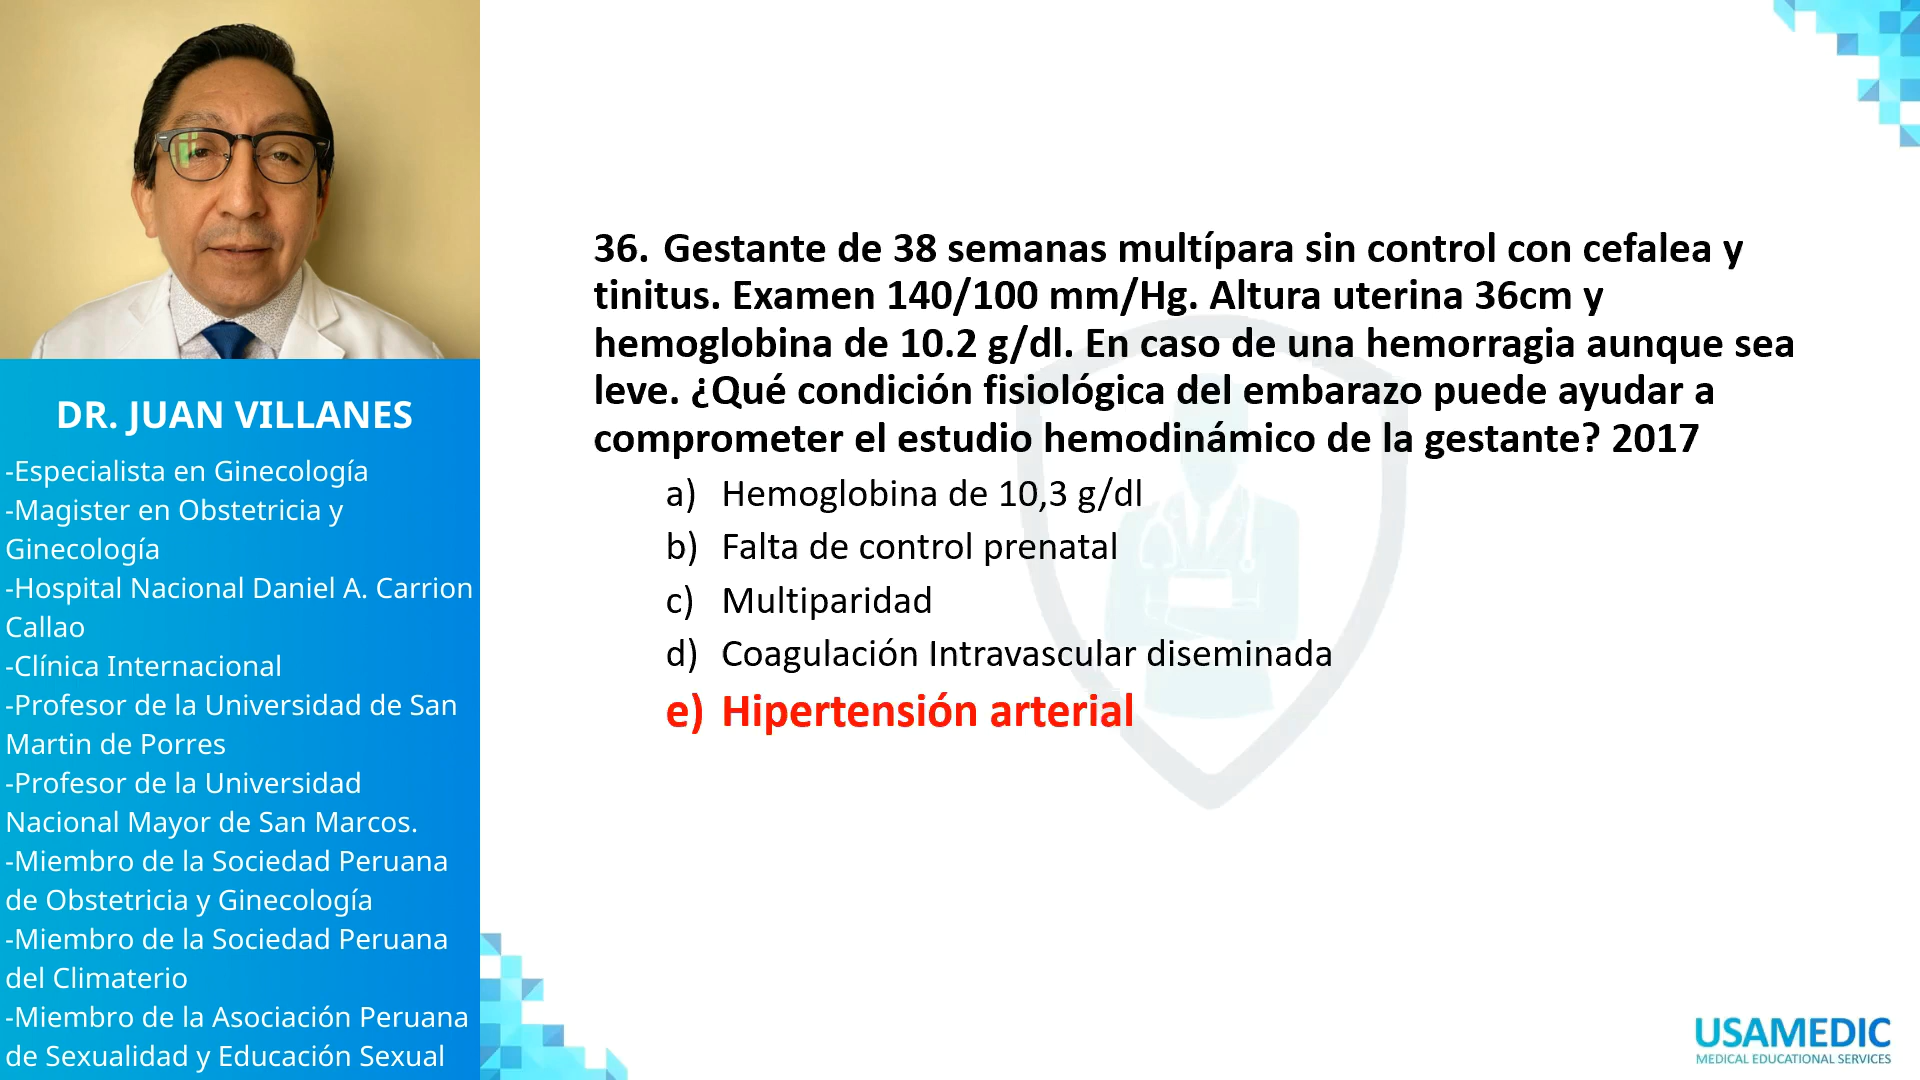 DR. JUAN VILLANES
-Especialista en Ginecología
-Magister en Obstetricia y
Ginecología
-Hospital Nacional Daniel A. Carrion
Callao
-Clínica Internacional
-Profesor de la Universidad de San
Martin de Porres
-Profesor de la Universidad
Nacional Mayor de San Marcos.
-Miembro de la Sociedad Peruana
de Obstetricia y Ginecología
-Miembro de la Sociedad Peruana
del Climaterio
-Miembro de la Asociación Peruana
de Sexualidad y Educación Sexual
36. Gestante de 38 semanas multípara sin control con cefalea y
tinitus. Examen 140/100 mm/Hg. Altura uterina 36cm y
hemoglobina de 10.2 g/dl. En caso de una hemorragia aunque sea
leve. ¿Qué condición fisiológica del embarazo puede ayudar a
comprometer el estudio hemodinámico de la gestante? 2017
a) Hemoglobina de 10,3 g/dl
b) Falta de control prenatal
c) Multiparidad
d) Coagulación Intravascular diseminada
e) Hipertensión arterial
USAMEDIC
MEDICAL EDUCATIONAL SERVICES